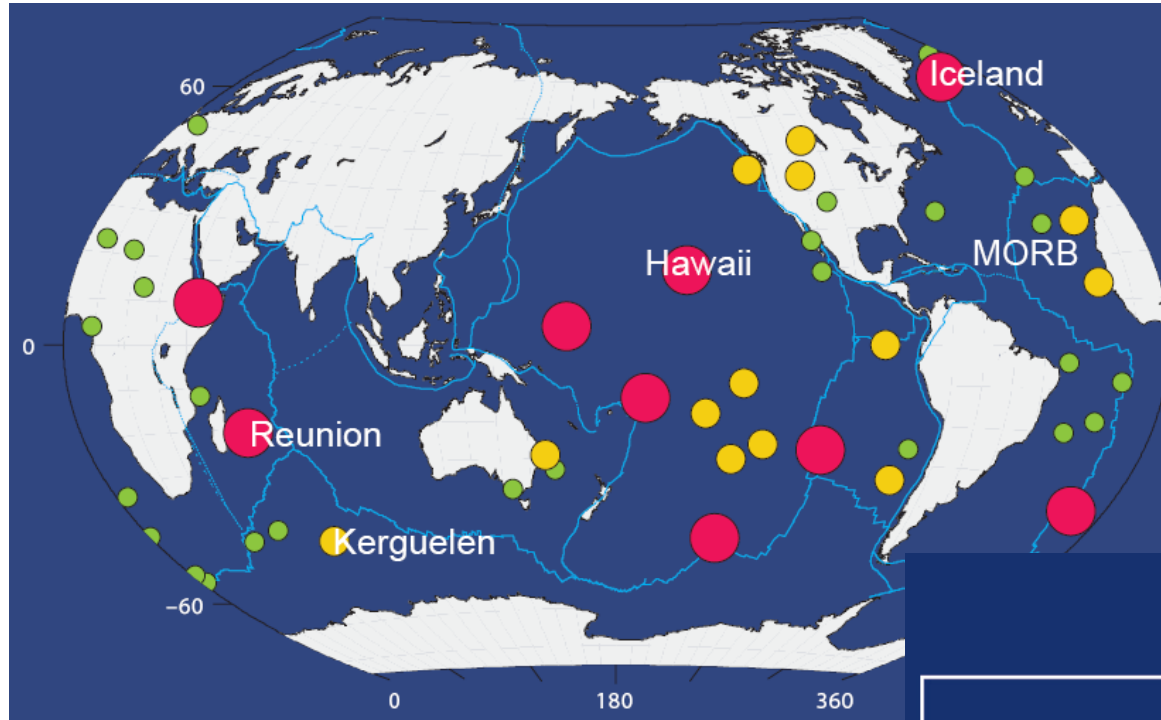 Iceland
60
Hawaii
MORB
0
Reunion
Kerguelen
−60
0
180
360